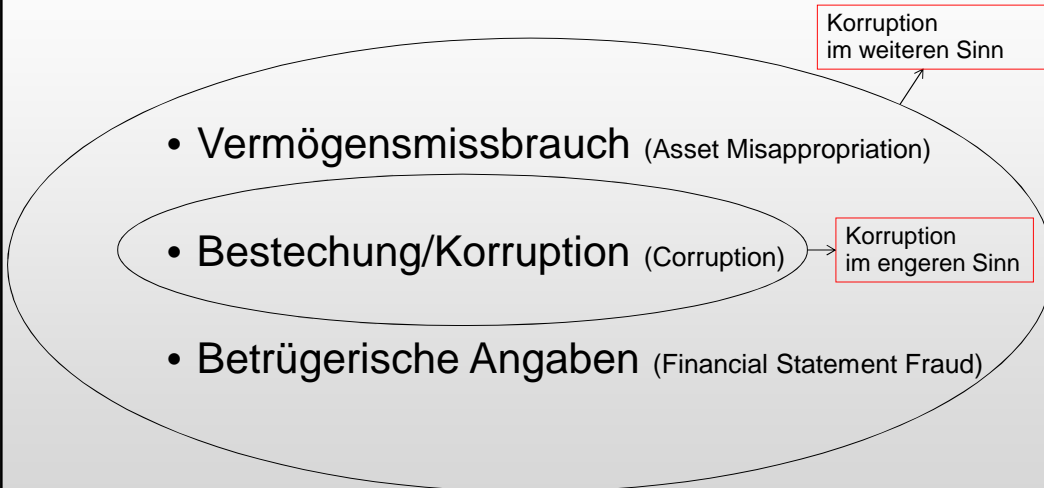 Korruption
im weiteren Sinn
• Vermögensmissbrauch (Asset Misappropriation)
• Bestechung/Korruption (Corruption)
Korruption
im engeren Sinn
• Betrügerische Angaben (Financial Statement Fraud)